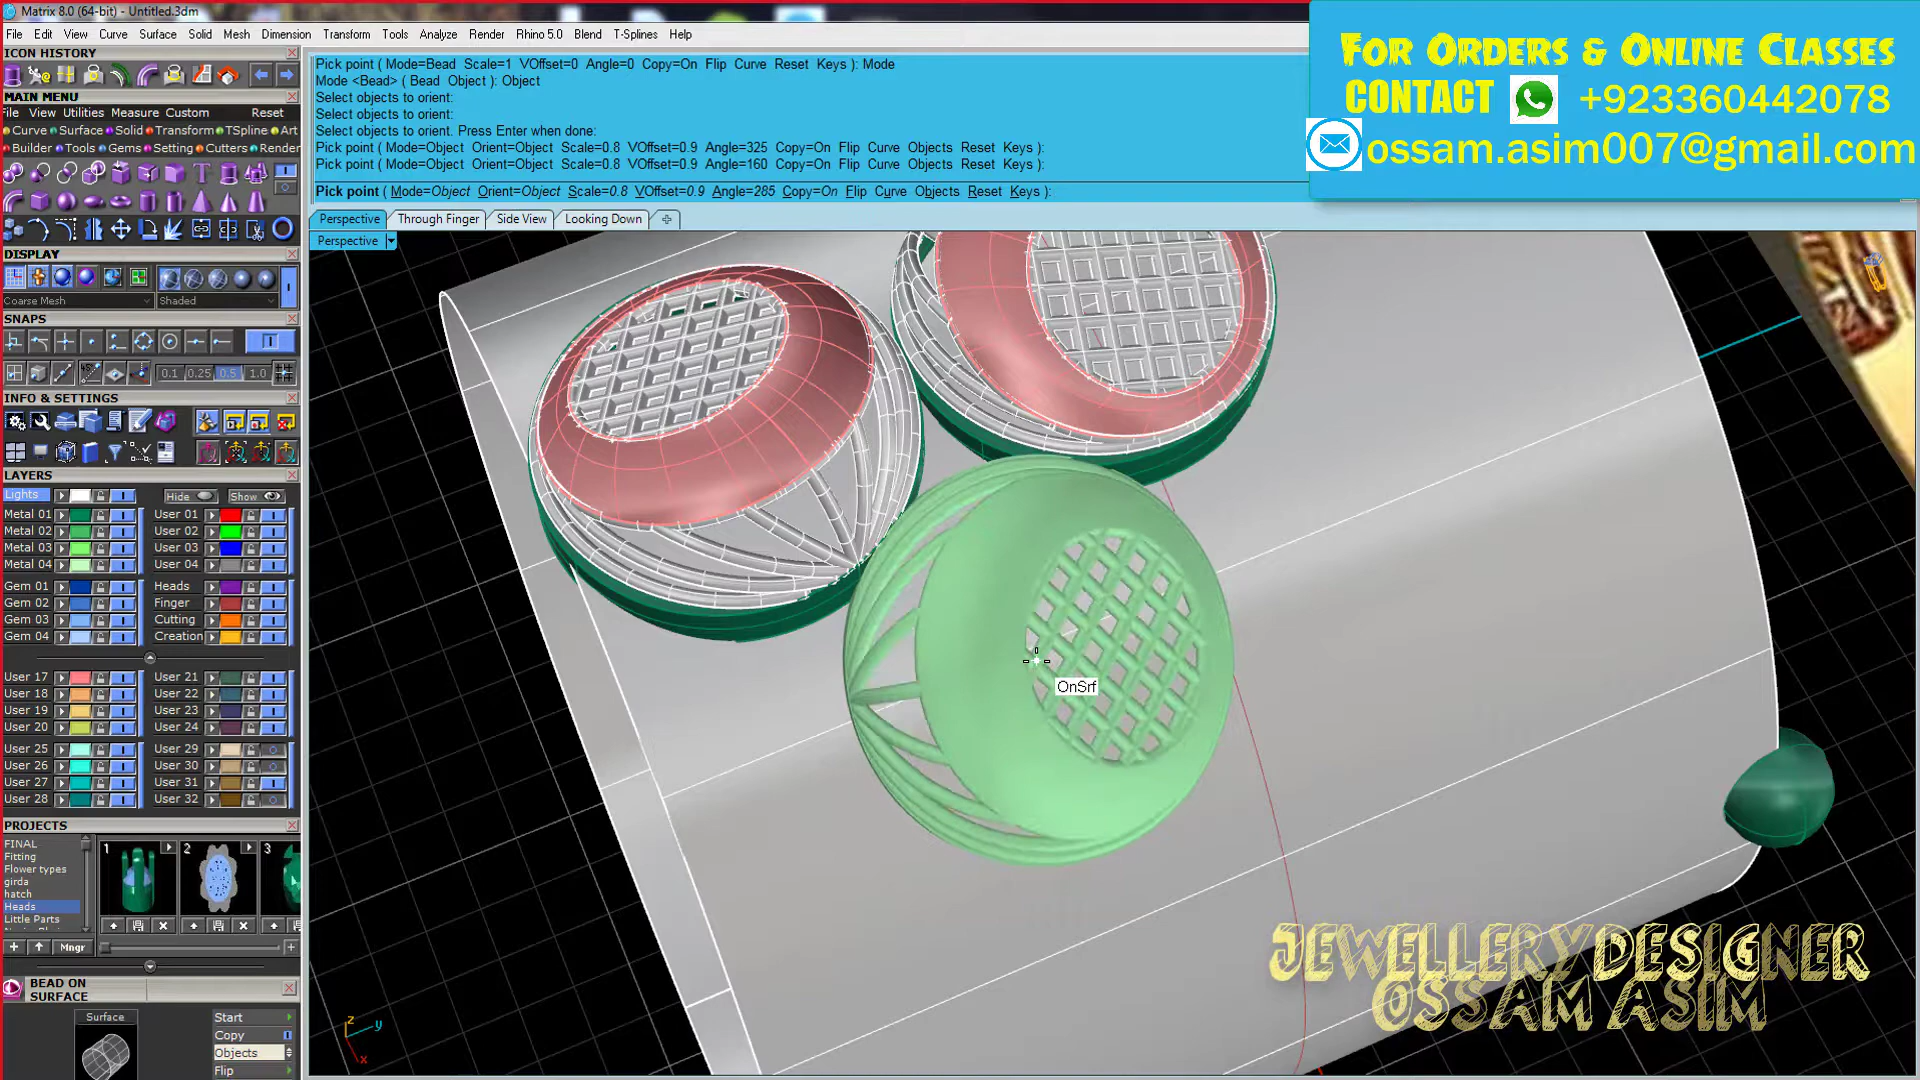 Matrix 8.0 (64-bit) - Untitled.3dm
File Edit View Curve Surface Solid Mesh Dimension Transform Tools Analyze Render Rhino 5.0 Blend T-Splines Help
For Orders & Online Classes
CONTACT +923360442078
ossam.asim007@gmail.com
ICON HISTORY
MAIN MENU
File View Utilities Measure Custom Reset
Curve Surface Solid Transform TSpline Art
Builder Tools Gems Setting Cutters Render
DISPLAY
Coarse Mesh Shaded
SNAPS
0.1 0.25 0.5 1.0
INFO & SETTINGS
LAYERS
Lights Hide Show
Metal 01 User 01
Metal 02 User 02
Metal 03 User 03
Metal 04 User 04
Gem 01 Heads
Gem 02 Finger
Gem 03 Cutting
Gem 04 Creation
User 17 User 21
User 18 User 22
User 19 User 23
User 20 User 24
User 25 User 29
User 26 User 30
User 27 User 31
User 28 User 32
PROJECTS
FINAL
Fitting
Flower types
girda
hatch
Heads
Little Parts
1 2 3
Mngr
BEAD ON
SURFACE
Surface
Start
Copy
Objects
Flip
Pick point ( Mode=Bead Scale=1 VOffset=0 Angle=0 Copy=On Flip Curve Reset Keys ): Mode
Mode <Bead> ( Bead Object ): Object
Select objects to orient:
Select objects to orient:
Select objects to orient. Press Enter when done:
Pick point ( Mode=Object Orient=Object Scale=0.8 VOffset=0.9 Angle=325 Copy=On Flip Curve Objects Reset Keys ):
Pick point ( Mode=Object Orient=Object Scale=0.8 VOffset=0.9 Angle=160 Copy=On Flip Curve Objects Reset Keys ):
Pick point ( Mode=Object Orient=Object Scale=0.8 VOffset=0.9 Angle=285 Copy=On Flip Curve Objects Reset Keys ):
Perspective Through Finger Side View Looking Down
Perspective
OnSrf
z
y
x
JEWELLERY DESIGNER
OSSAM ASIM